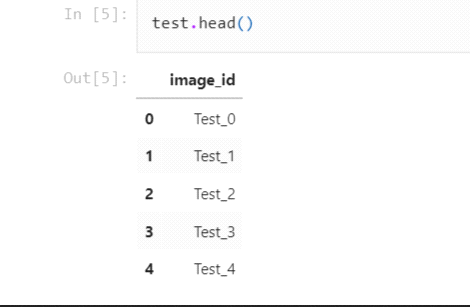 In [5]: test.head()
Out[5]:
image_id
0 Test_0
1 Test_1
2 Test_2
3 Test_3
4 Test_4